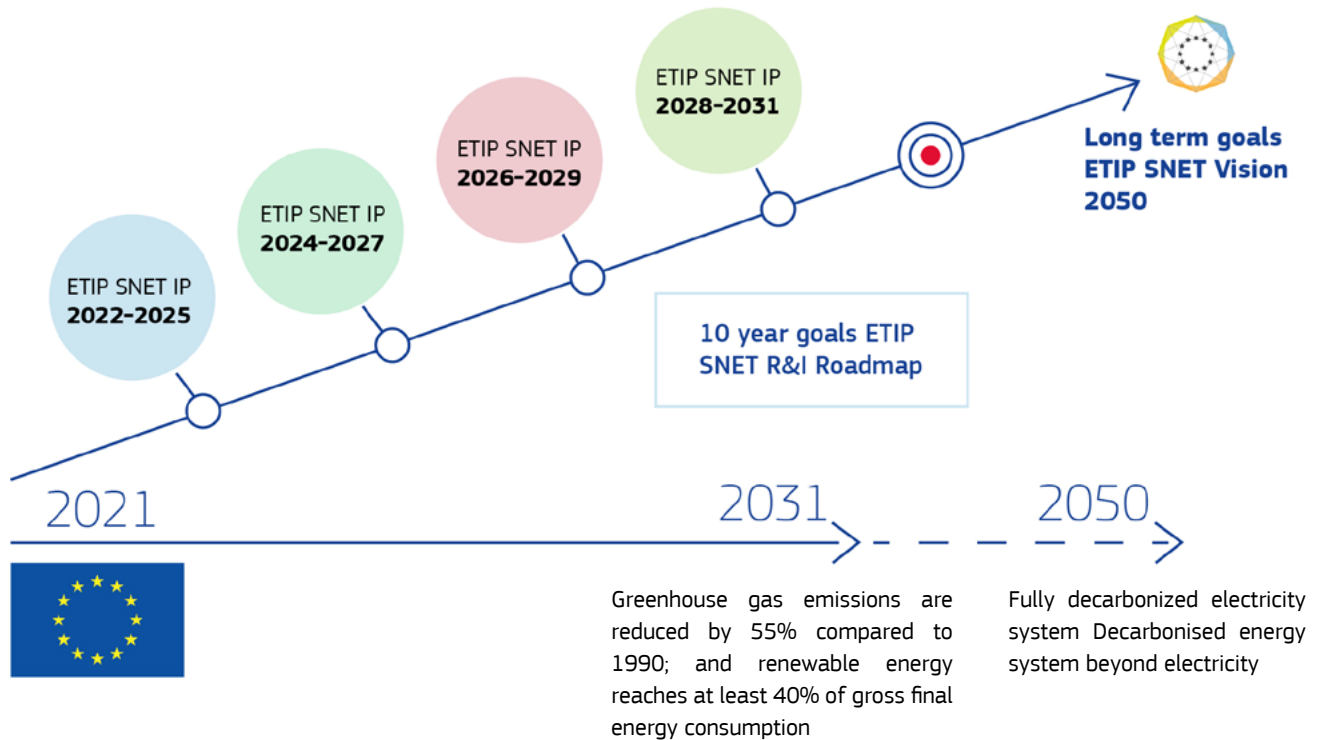 ETIP SNET IP
2022-2025
ETIP SNET IP
2024-2027
ETIP SNET IP
2026-2029
ETIP SNET IP
2028-2031
Long term goals
ETIP SNET Vision
2050
10 year goals ETIP
SNET R&I Roadmap
2021
2031
2050
Greenhouse gas emissions are
reduced by 55% compared to
1990; and renewable energy
reaches at least 40% of gross final
energy consumption
Fully decarbonized electricity
system Decarbonised energy
system beyond electricity